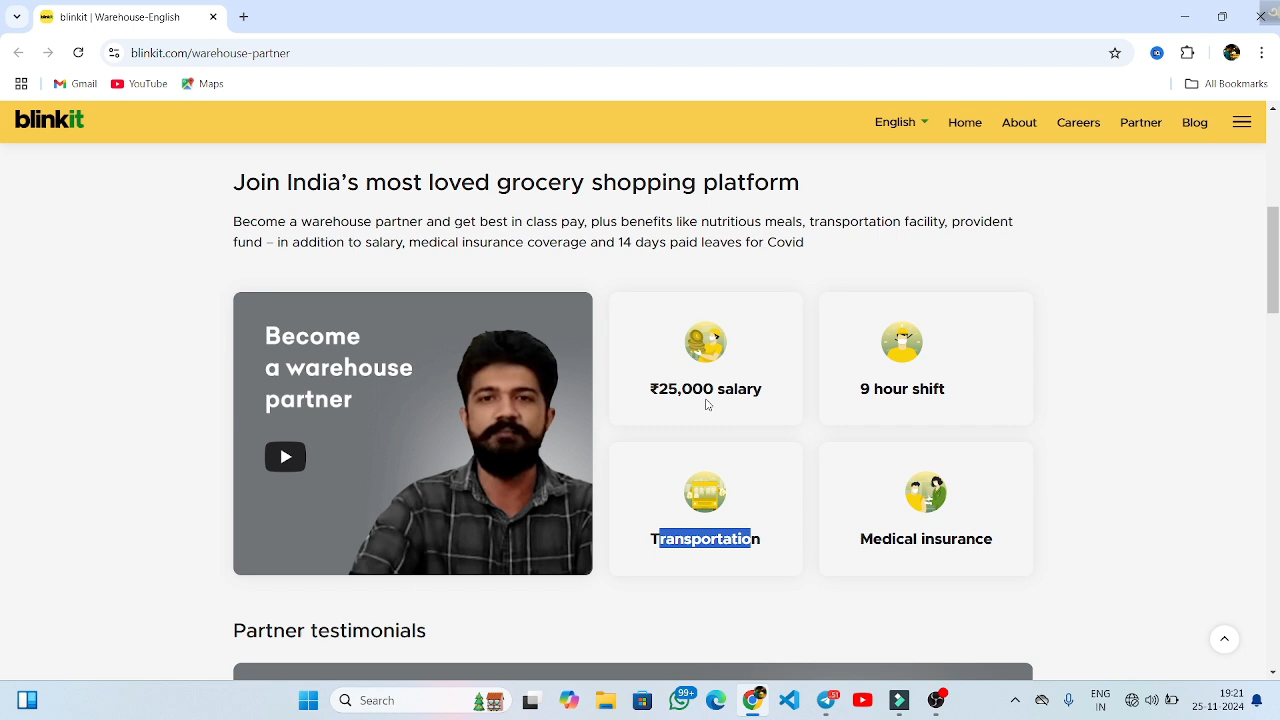 blinkit | Warehouse-English
blinkit.com/warehouse-partner
Gmail
YouTube
Maps
All Bookmarks
blinkit
English
Home
About
Careers
Partner
Blog
Join India’s most loved grocery shopping platform
Become a warehouse partner and get best in class pay, plus benefits like nutritious meals, transportation facility, provident
fund – in addition to salary, medical insurance coverage and 14 days paid leaves for Covid
Become
a warehouse
partner
₹25,000 salary
9 hour shift
Transportation
Medical insurance
Partner testimonials
Search
99+
51
ENG
IN
19:21
25-11-2024